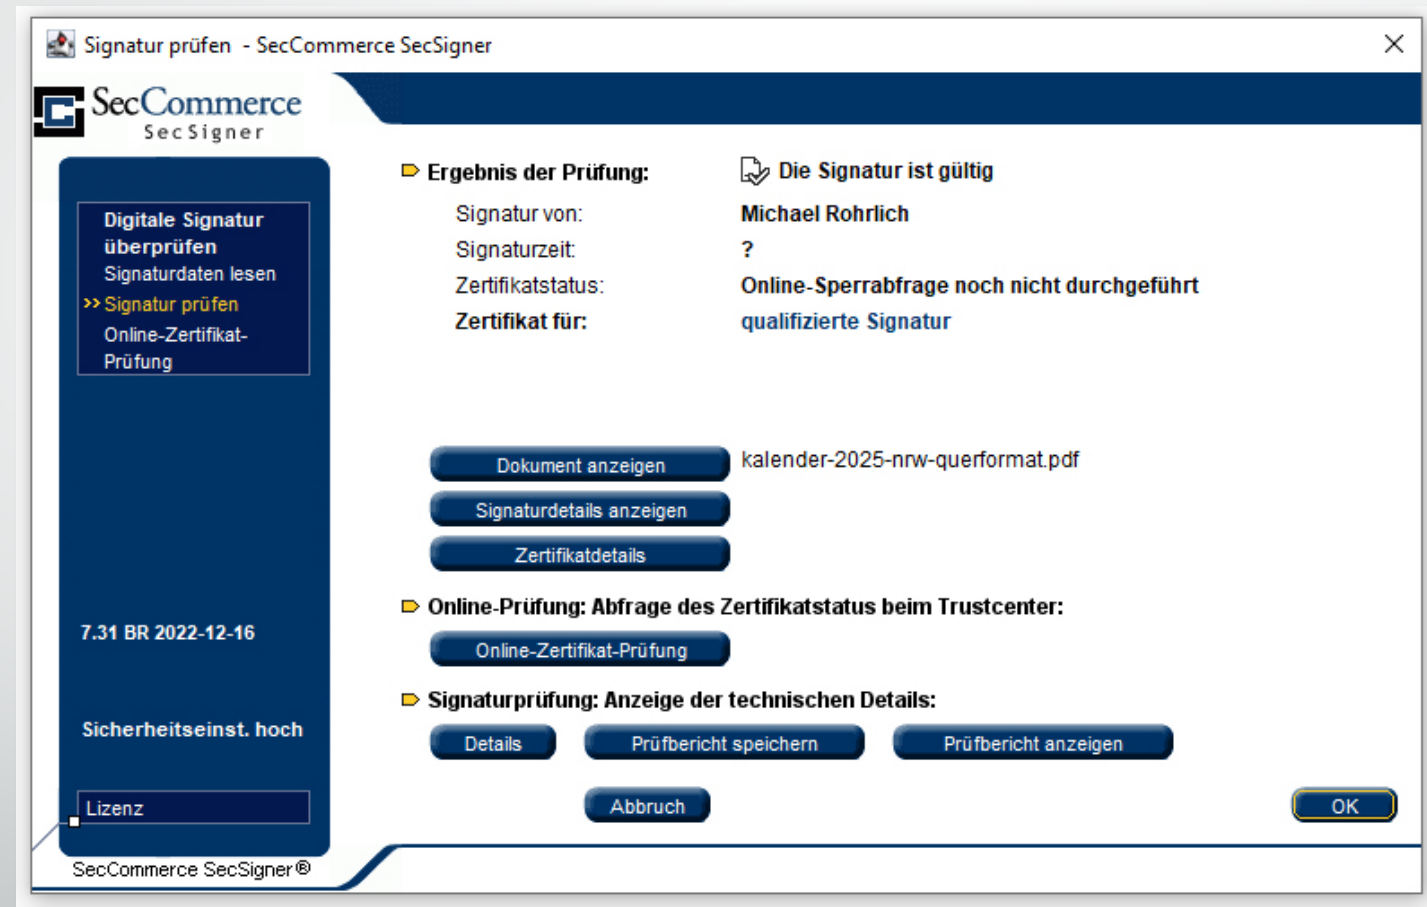 Signatur prüfen - SecCommerce SecSigner
SecCommerce
SecSigner
Digitale Signatur
überprüfen
Signaturdaten lesen
>> Signatur prüfen
Online-Zertifikat-
Prüfung
7.31 BR 2022-12-16
Sicherheitseinst. hoch
Lizenz
SecCommerce SecSigner®
Ergebnis der Prüfung: Die Signatur ist gültig
Signatur von: Michael Rohrlich
Signaturzeit: ?
Zertifikatstatus: Online-Sperrabfrage noch nicht durchgeführt
Zertifikat für: qualifizierte Signatur
Dokument anzeigen kalender-2025-nrw-querformat.pdf
Signaturdetails anzeigen
Zertifikatdetails
Online-Prüfung: Abfrage des Zertifikatstatus beim Trustcenter:
Online-Zertifikat-Prüfung
Signaturprüfung: Anzeige der technischen Details:
Details Prüfbericht speichern Prüfbericht anzeigen
Abbruch OK